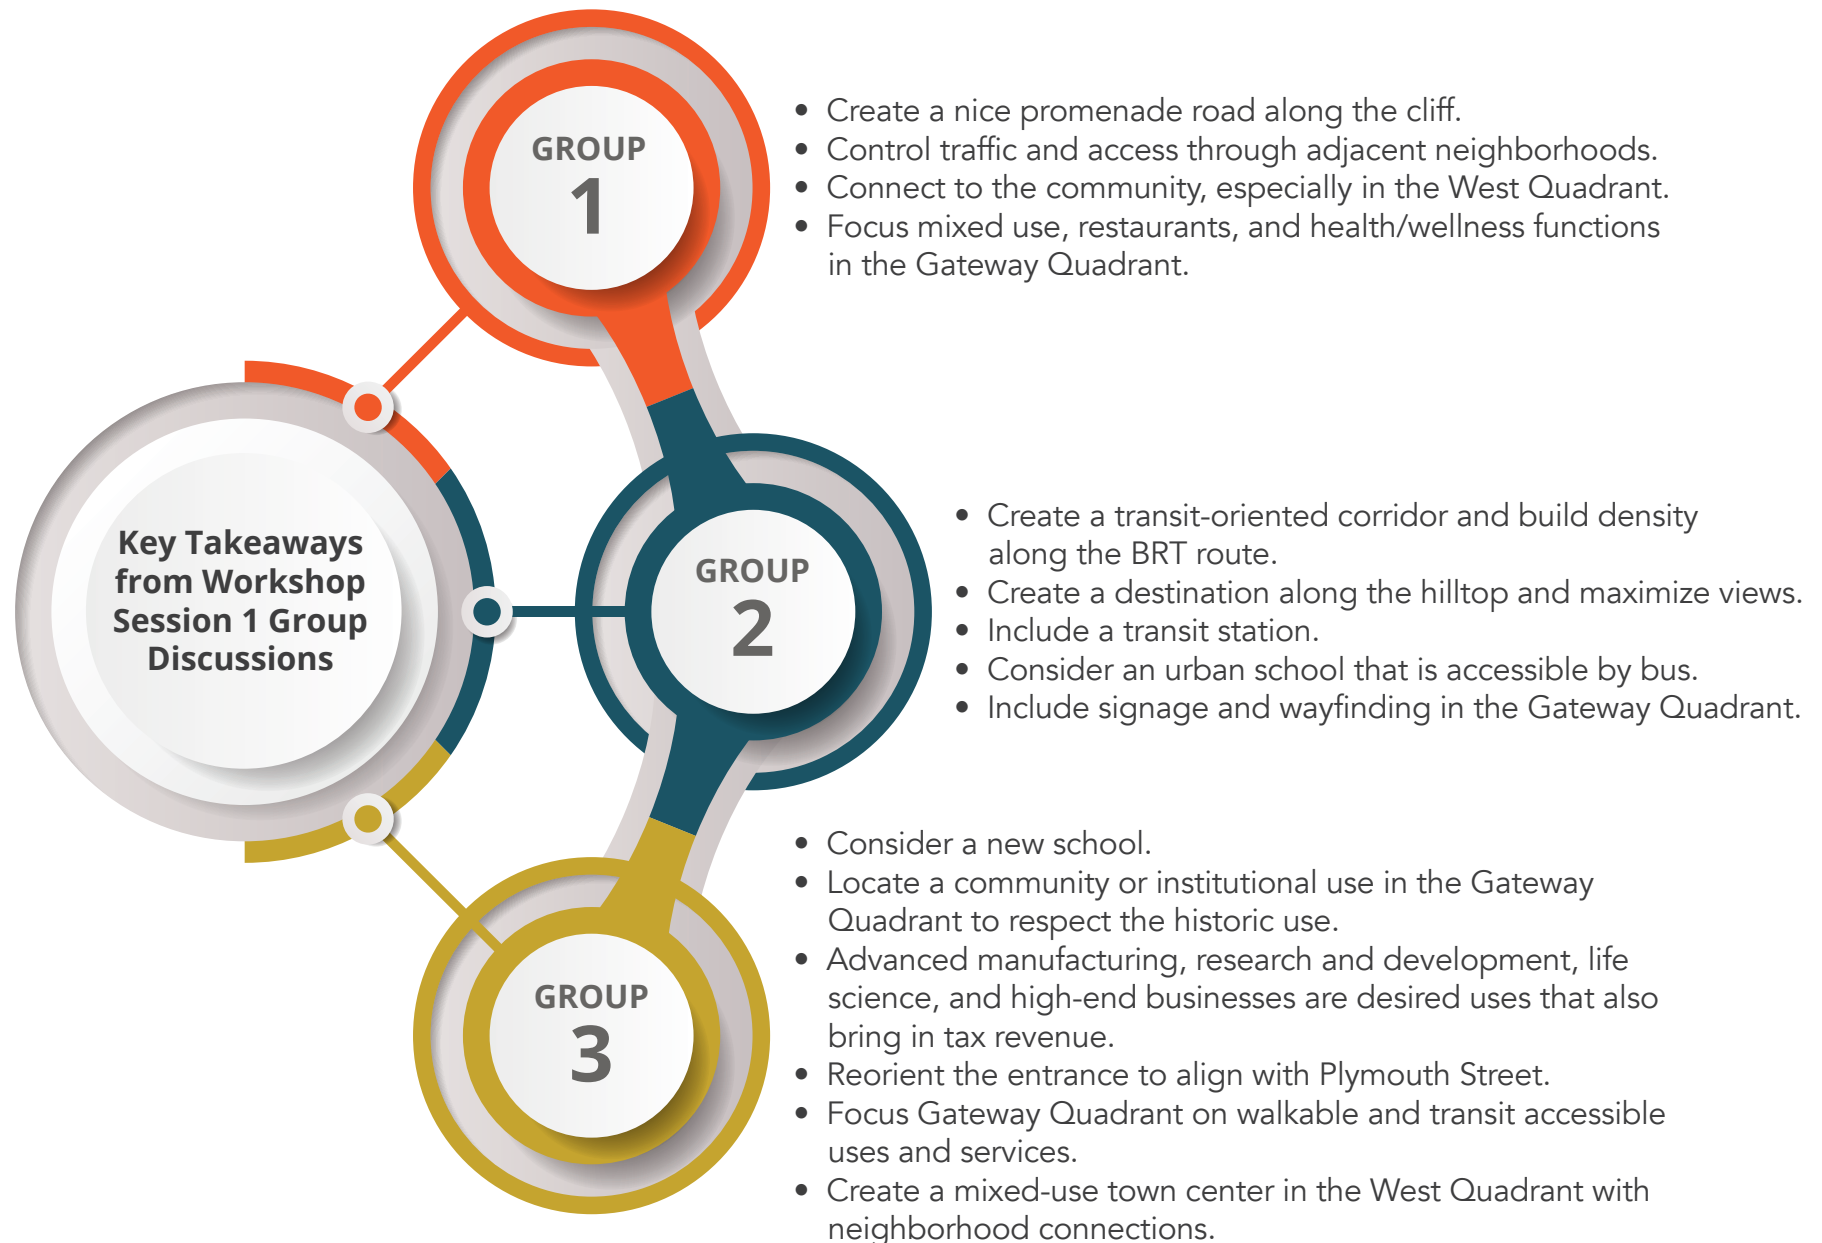 GROUP
1
• Create a nice promenade road along the cliff.
• Control traffic and access through adjacent neighborhoods.
• Connect to the community, especially in the West Quadrant.
• Focus mixed use, restaurants, and health/wellness functions
in the Gateway Quadrant.
Key Takeaways
from Workshop
Session 1 Group
Discussions
GROUP
2
• Create a transit-oriented corridor and build density
along the BRT route.
• Create a destination along the hilltop and maximize views.
• Include a transit station.
• Consider an urban school that is accessible by bus.
• Include signage and wayfinding in the Gateway Quadrant.
GROUP
3
• Consider a new school.
• Locate a community or institutional use in the Gateway
Quadrant to respect the historic use.
• Advanced manufacturing, research and development, life
science, and high-end businesses are desired uses that also
bring in tax revenue.
• Reorient the entrance to align with Plymouth Street.
• Focus Gateway Quadrant on walkable and transit accessible
uses and services.
• Create a mixed-use town center in the West Quadrant with
neighborhood connections.